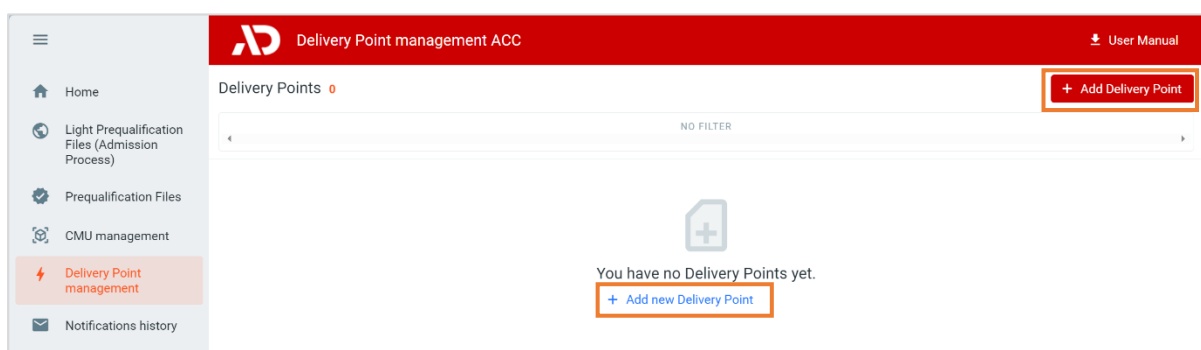 Delivery Point management ACC
User Manual
Home
Light Prequalification
Files (Admission
Process)
Prequalification Files
CMU management
Delivery Point
management
Notifications history
Delivery Points 0
+ Add Delivery Point
NO FILTER
You have no Delivery Points yet.
+ Add new Delivery Point